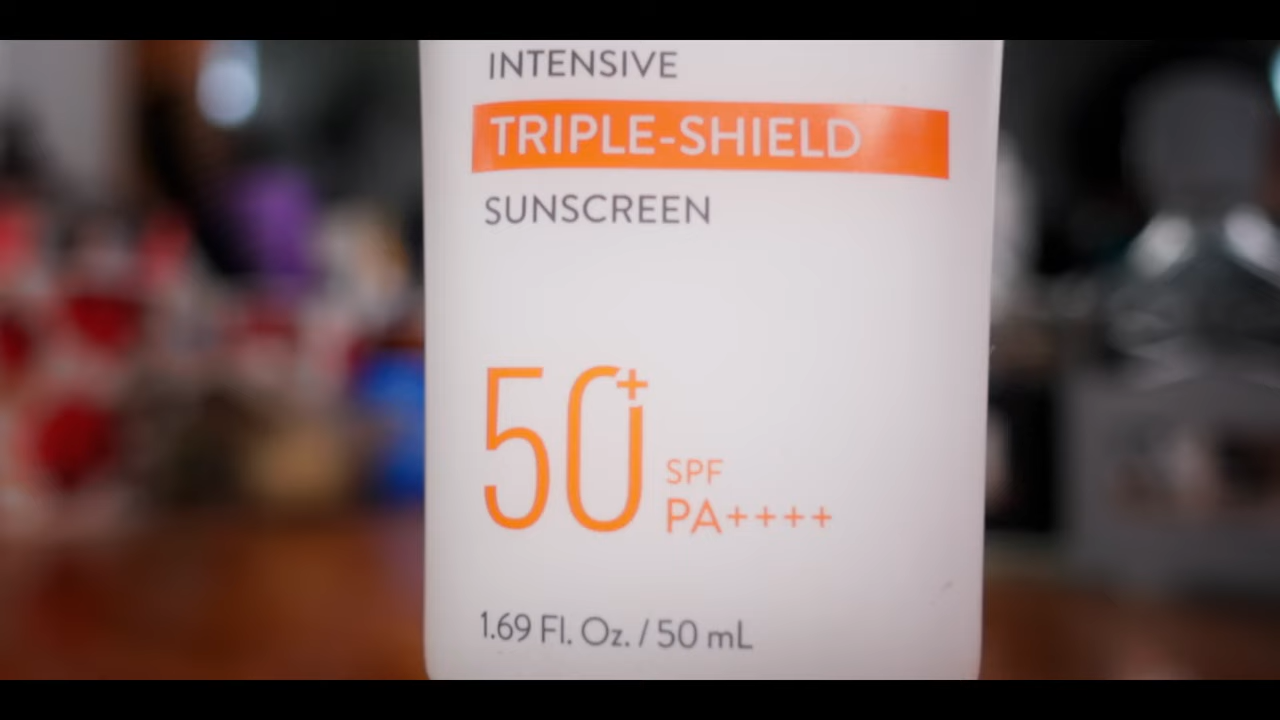 INTENSIVE
TRIPLE-SHIELD
SUNSCREEN
50+
SPF
PA++++
1.69 Fl. Oz. / 50 mL